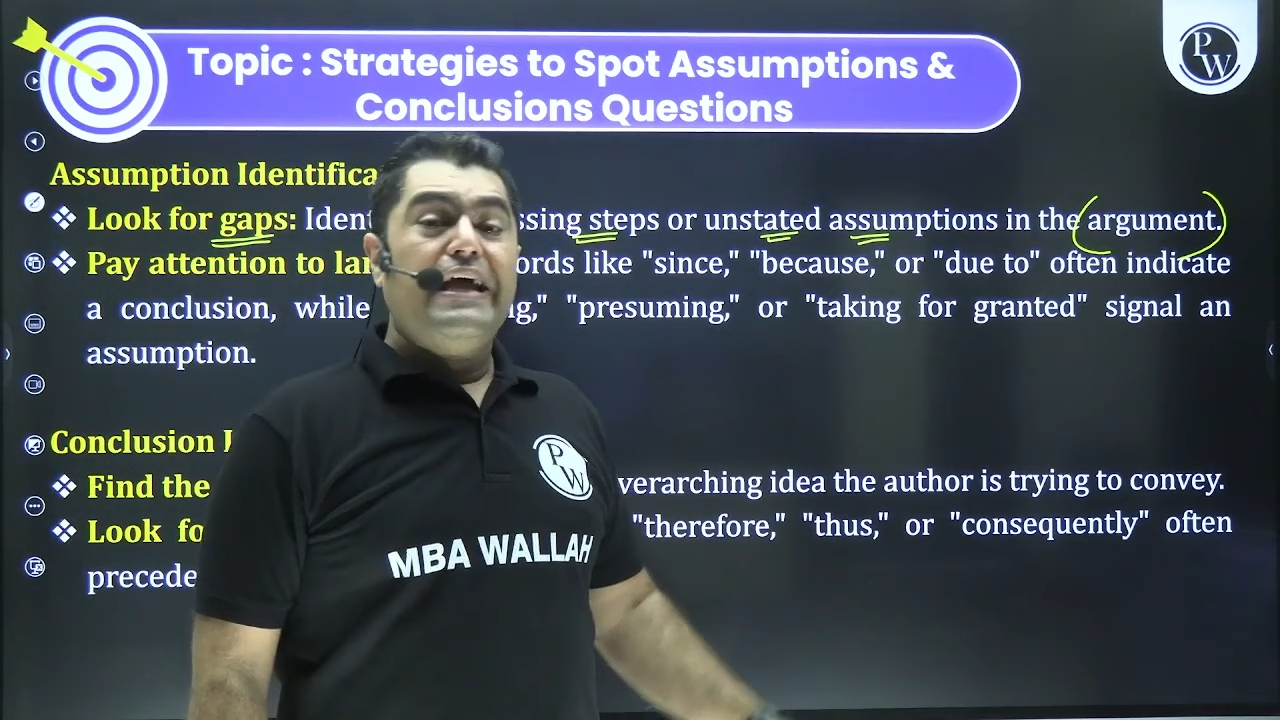 Topic : Strategies to Spot Assumptions &
Conclusions Questions
PW
Assumption Identifica
❖ Look for gaps: Ident ssing steps or unstated assumptions in the argument.
❖ Pay attention to lan ords like "since," "because," or "due to" often indicate
a conclusion, while g," "presuming," or "taking for granted" signal an
assumption.
Conclusion I
❖ Find the verarching idea the author is trying to convey.
❖ Look fo "therefore," "thus," or "consequently" often
precede
PW
MBA WALLAH